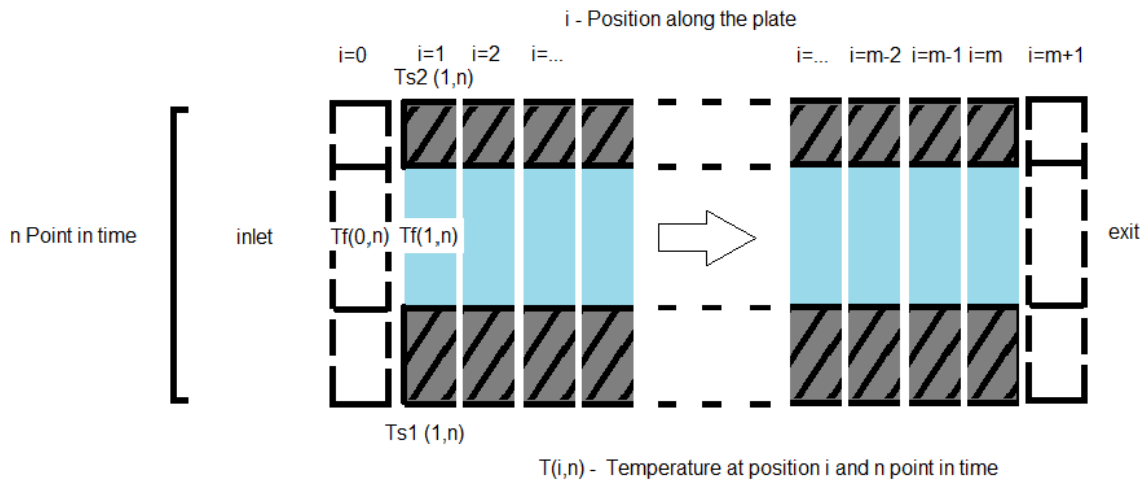 i - Position along the plate
i=0 i=1 i=2 i=... i=... i=m-2 i=m-1 i=m i=m+1
Ts2 (1,n)
n Point in time inlet Tf(0,n) Tf(1,n) exit
Ts1 (1,n)
T(i,n) - Temperature at position i and n point in time